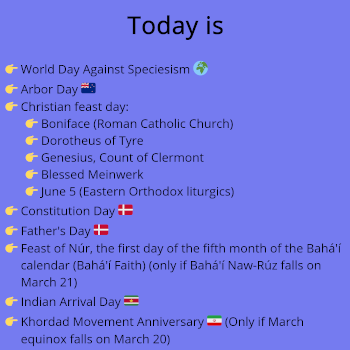 Today is
World Day Against Speciesism
Arbor Day
Christian feast day:
Boniface (Roman Catholic Church)
Dorotheus of Tyre
Genesius, Count of Clermont
Blessed Meinwerk
June 5 (Eastern Orthodox liturgics)
Constitution Day
Father's Day
Feast of Núr, the first day of the fifth month of the Bahá'í
calendar (Bahá'í Faith) (only if Bahá'í Naw-Rúz falls on
March 21)
Indian Arrival Day
Khordad Movement Anniversary (Only if March
equinox falls on March 20)